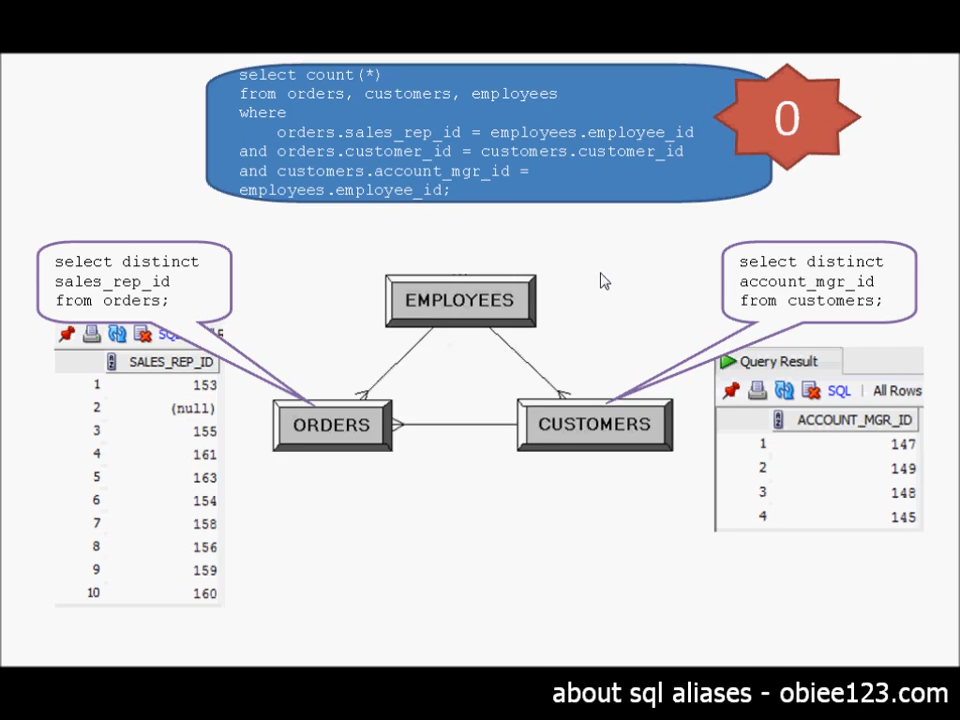 select count(*)
from orders, customers, employees
where
orders.sales_rep_id = employees.employee_id
and orders.customer_id = customers.customer_id
and customers.account_mgr_id =
employees.employee_id;
0
select distinct
sales_rep_id
from orders;
select distinct
account_mgr_id
from customers;
EMPLOYEES
ORDERS
CUSTOMERS
SALES_REP_ID
1 153
2 (null)
3 155
4 161
5 163
6 154
7 158
8 156
9 159
10 160
Query Result
SQL | All Rows
ACCOUNT_MGR_ID
1 147
2 149
3 148
4 145
about sql aliases - obiee123.com